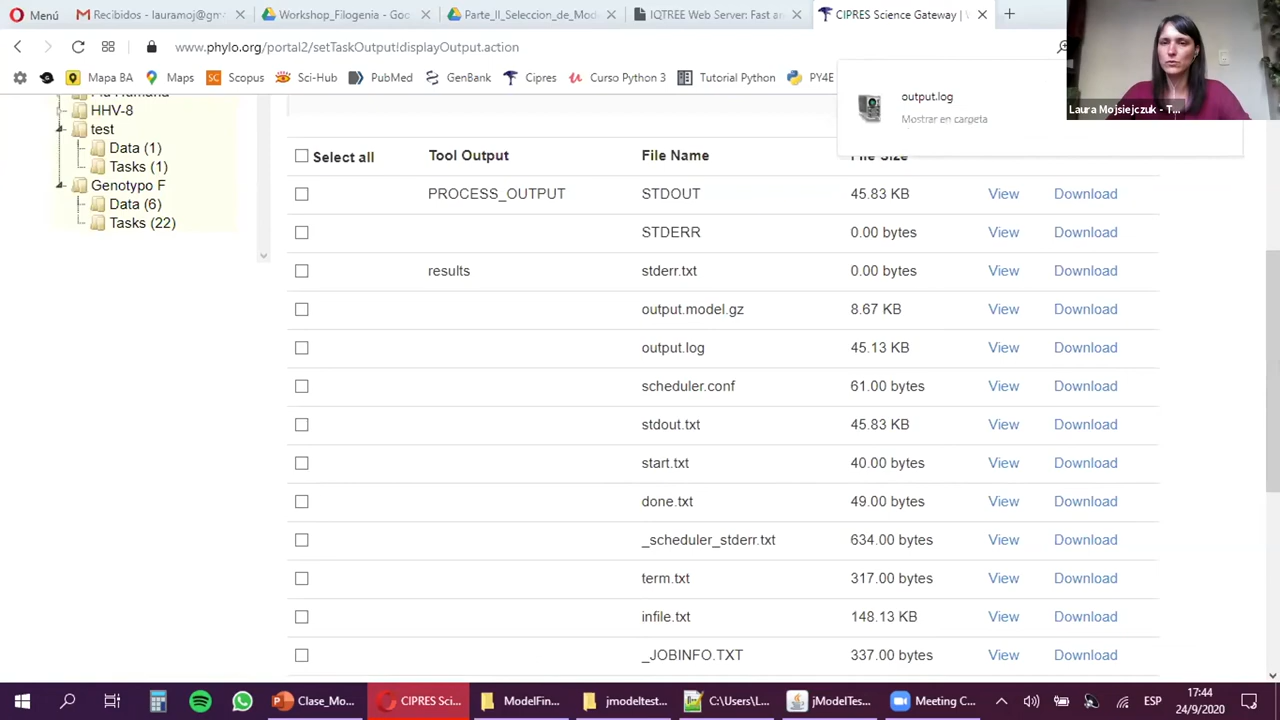 Menú
Recibidos - lauramoj@gm
Workshop_Filogenia - Goo
Parte_II_Seleccion_de_Mod
IQTREE Web Server: Fast an
CIPRES Science Gateway | W
www.phylo.org/portal2/setTaskOutput!displayOutput.action
Mapa BA
Maps
SC Scopus
Sci-Hub
PubMed
GenBank
Cipres
Curso Python 3
Tutorial Python
PY4E
output.log
Mostrar en carpeta
Laura Mojsiejczuk - T...
HHV-8
test
Data (1)
Tasks (1)
Genotypo F
Data (6)
Tasks (22)
Select all Tool Output File Name File Size
PROCESS_OUTPUT STDOUT 45.83 KB View Download
STDERR 0.00 bytes View Download
results stderr.txt 0.00 bytes View Download
output.model.gz 8.67 KB View Download
output.log 45.13 KB View Download
scheduler.conf 61.00 bytes View Download
stdout.txt 45.83 KB View Download
start.txt 40.00 bytes View Download
done.txt 49.00 bytes View Download
_scheduler_stderr.txt 634.00 bytes View Download
term.txt 317.00 bytes View Download
infile.txt 148.13 KB View Download
_JOBINFO.TXT 337.00 bytes View Download
Clase_Mo...
CIPRES Sci...
ModelFin...
jmodeltest...
C:\Users\L...
jModelTest...
Meeting C...
ESP
17:44
24/9/2020